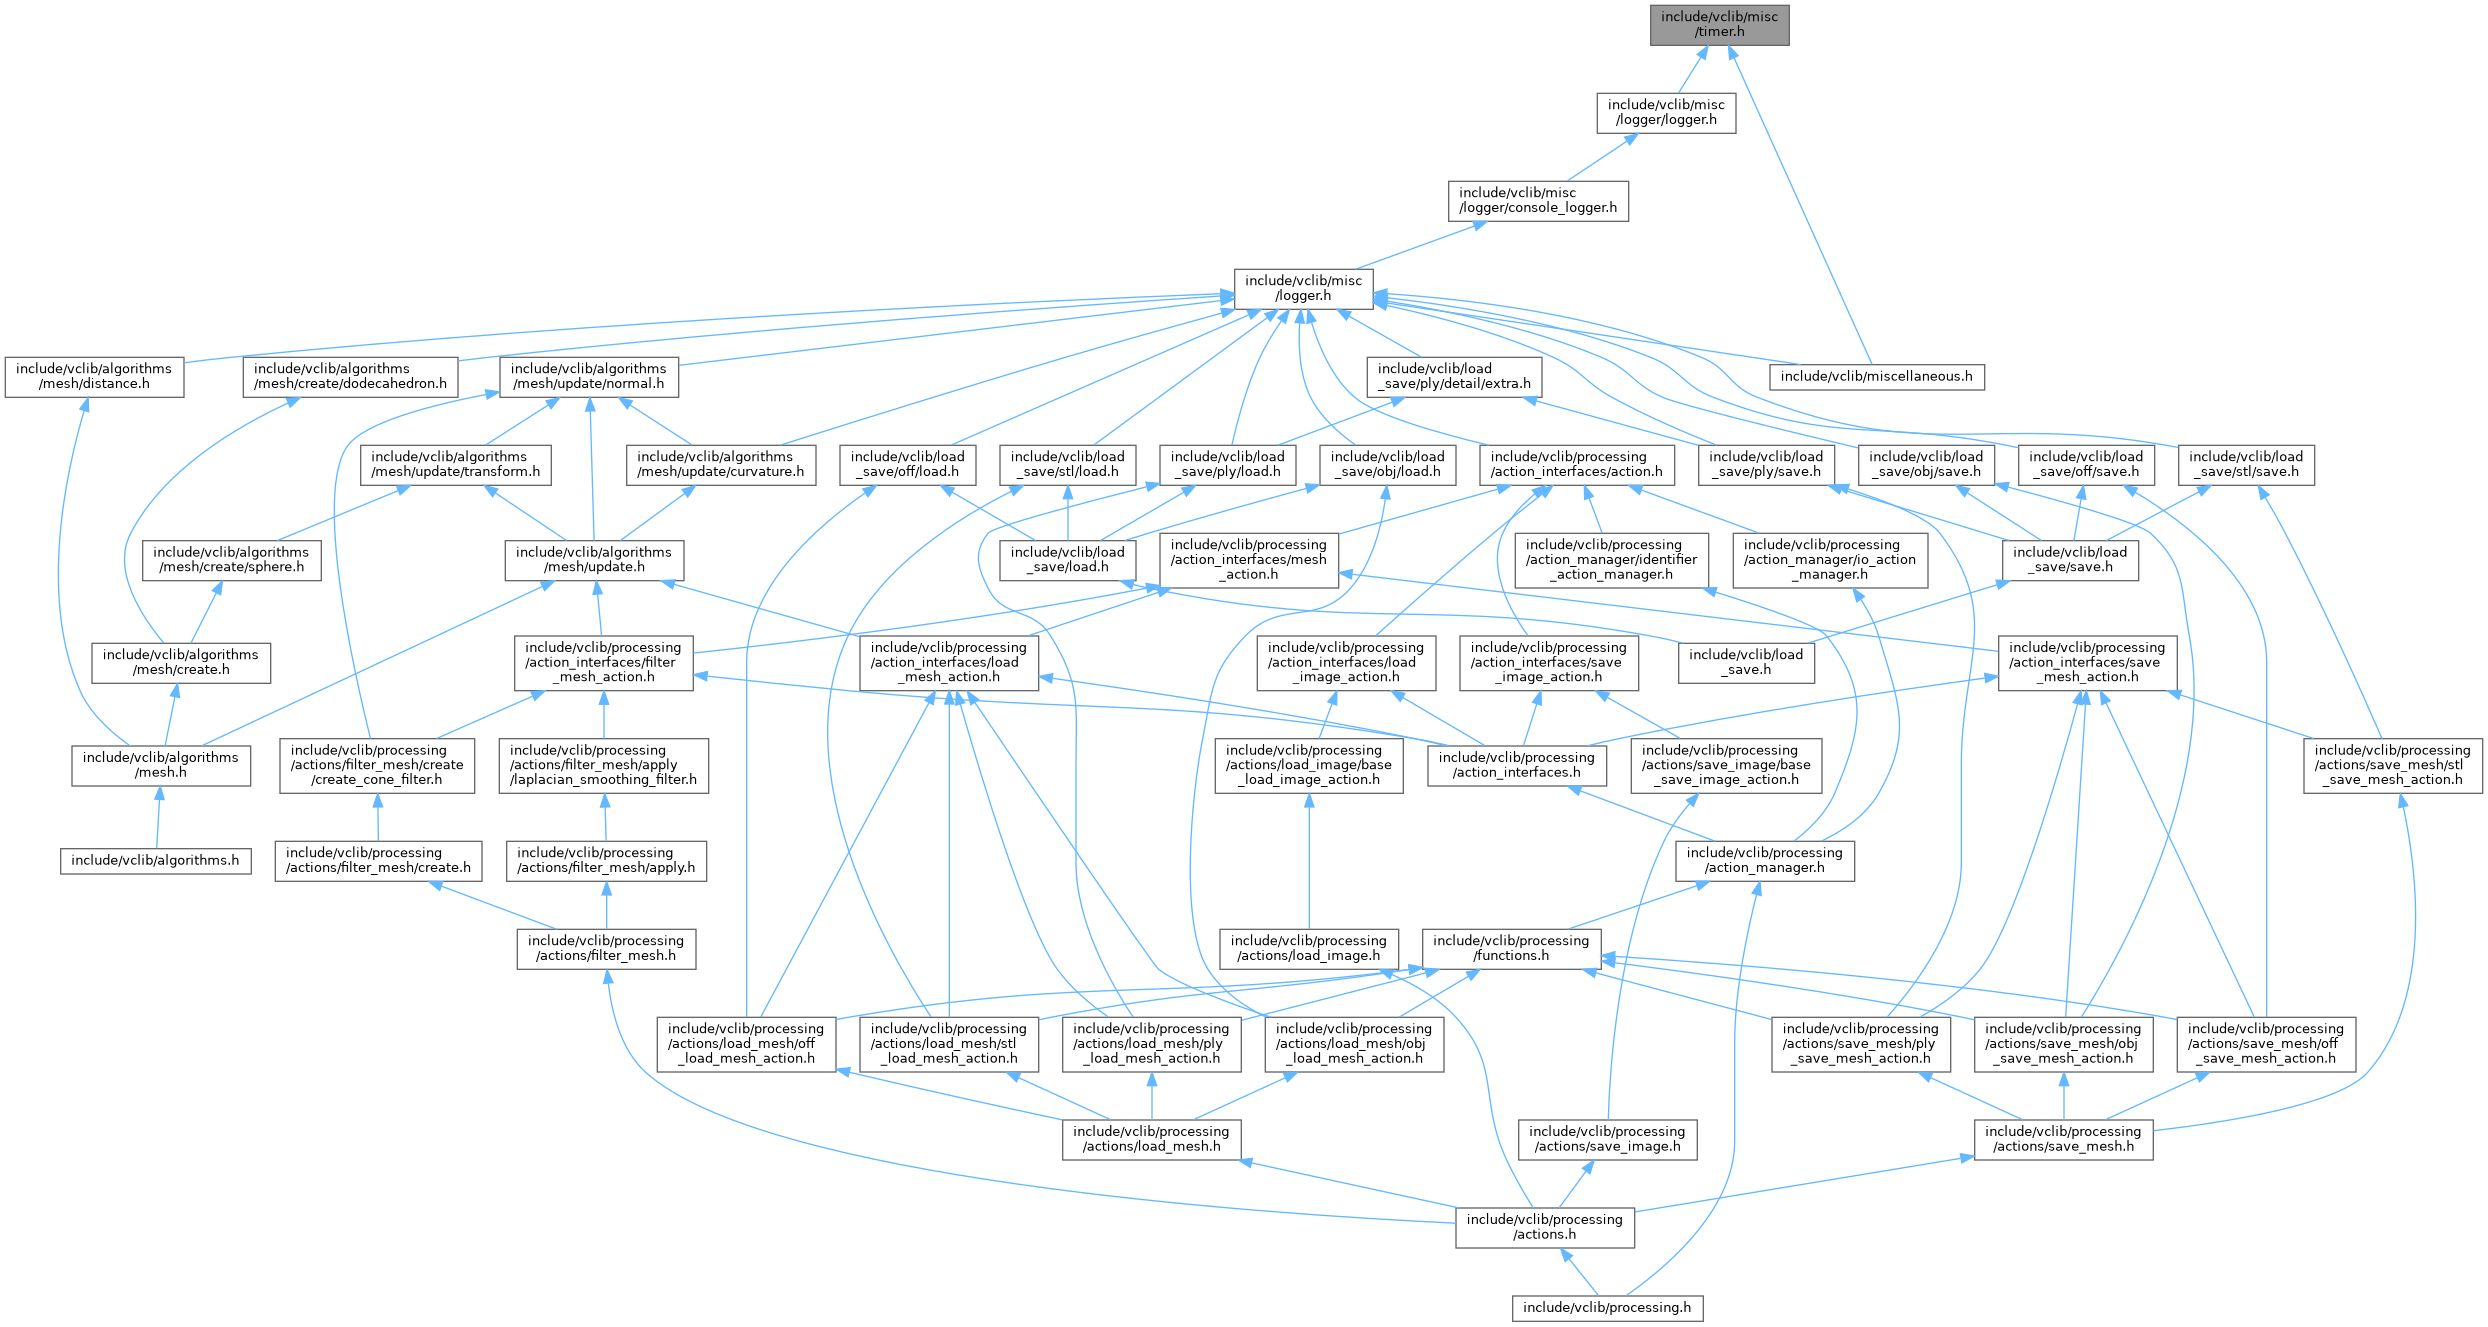 include/vclib/misc
/timer.h
include/vclib/misc
/logger/logger.h
include/vclib/misc
/logger/console_logger.h
include/vclib/misc
/logger.h
include/vclib/algorithms
/mesh/distance.h
include/vclib/algorithms
/mesh/create/dodecahedron.h
include/vclib/algorithms
/mesh/update/normal.h
include/vclib/load
_save/ply/detail/extra.h
include/vclib/miscellaneous.h
include/vclib/algorithms
/mesh/update/transform.h
include/vclib/algorithms
/mesh/update/curvature.h
include/vclib/load
_save/off/load.h
include/vclib/load
_save/stl/load.h
include/vclib/load
_save/ply/load.h
include/vclib/load
_save/obj/load.h
include/vclib/processing
/action_interfaces/action.h
include/vclib/load
_save/ply/save.h
include/vclib/load
_save/obj/save.h
include/vclib/load
_save/off/save.h
include/vclib/load
_save/stl/save.h
include/vclib/algorithms
/mesh/create/sphere.h
include/vclib/algorithms
/mesh/update.h
include/vclib/load
_save/load.h
include/vclib/processing
/action_interfaces/mesh
_action.h
include/vclib/processing
/action_manager/identifier
_action_manager.h
include/vclib/processing
/action_manager/io_action
_manager.h
include/vclib/load
_save/save.h
include/vclib/algorithms
/mesh/create.h
include/vclib/processing
/action_interfaces/filter
_mesh_action.h
include/vclib/processing
/action_interfaces/load
_mesh_action.h
include/vclib/processing
/action_interfaces/load
_image_action.h
include/vclib/processing
/action_interfaces/save
_image_action.h
include/vclib/load
_save.h
include/vclib/processing
/action_interfaces/save
_mesh_action.h
include/vclib/algorithms
/mesh.h
include/vclib/processing
/actions/filter_mesh/create
/create_cone_filter.h
include/vclib/processing
/actions/filter_mesh/apply
/laplacian_smoothing_filter.h
include/vclib/processing
/actions/load_image/base
_load_image_action.h
include/vclib/processing
/action_interfaces.h
include/vclib/processing
/actions/save_image/base
_save_image_action.h
include/vclib/processing
/actions/save_mesh/stl
_save_mesh_action.h
include/vclib/algorithms.h
include/vclib/processing
/actions/filter_mesh/create.h
include/vclib/processing
/actions/filter_mesh/apply.h
include/vclib/processing
/action_manager.h
include/vclib/processing
/actions/filter_mesh.h
include/vclib/processing
/actions/load_image.h
include/vclib/processing
/functions.h
include/vclib/processing
/actions/load_mesh/off
_load_mesh_action.h
include/vclib/processing
/actions/load_mesh/stl
_load_mesh_action.h
include/vclib/processing
/actions/load_mesh/ply
_load_mesh_action.h
include/vclib/processing
/actions/load_mesh/obj
_load_mesh_action.h
include/vclib/processing
/actions/save_mesh/ply
_save_mesh_action.h
include/vclib/processing
/actions/save_mesh/obj
_save_mesh_action.h
include/vclib/processing
/actions/save_mesh/off
_save_mesh_action.h
include/vclib/processing
/actions/load_mesh.h
include/vclib/processing
/actions/save_image.h
include/vclib/processing
/actions/save_mesh.h
include/vclib/processing
/actions.h
include/vclib/processing.h